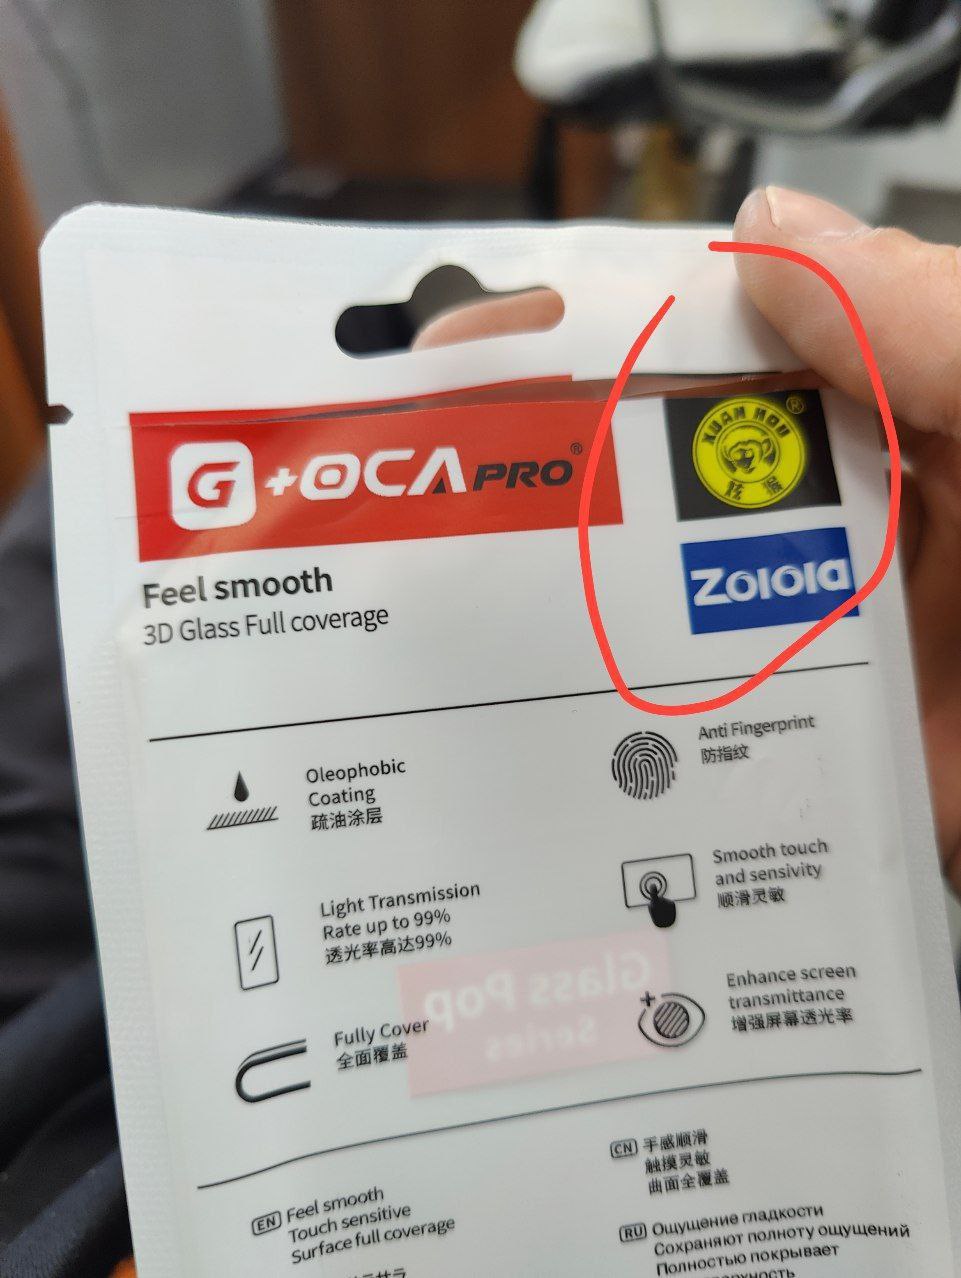 G+OCA PRO®
XUAN HOU ®
炫猴
Zolola
Feel smooth
3D Glass Full coverage
Oleophobic
Coating
疏油涂层
Anti Fingerprint
防指纹
Light Transmission
Rate up to 99%
透光率高达99%
Smooth touch
and sensivity
顺滑灵敏
Fully Cover
全面覆盖
Enhance screen
transmittance
增强屏幕透光率
Glass Pop
Series
EN Feel smooth
Touch sensitive
Surface full coverage
CN 手感顺滑
触摸灵敏
曲面全覆盖
RU Ощущение гладкости
Сохраняют полноту ощущений
Полностью покрывает